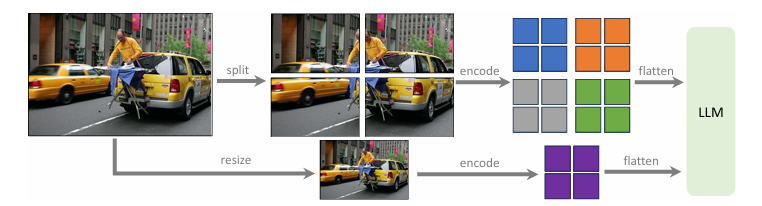 split
encode
flatten
LLM
resize
encode
flatten